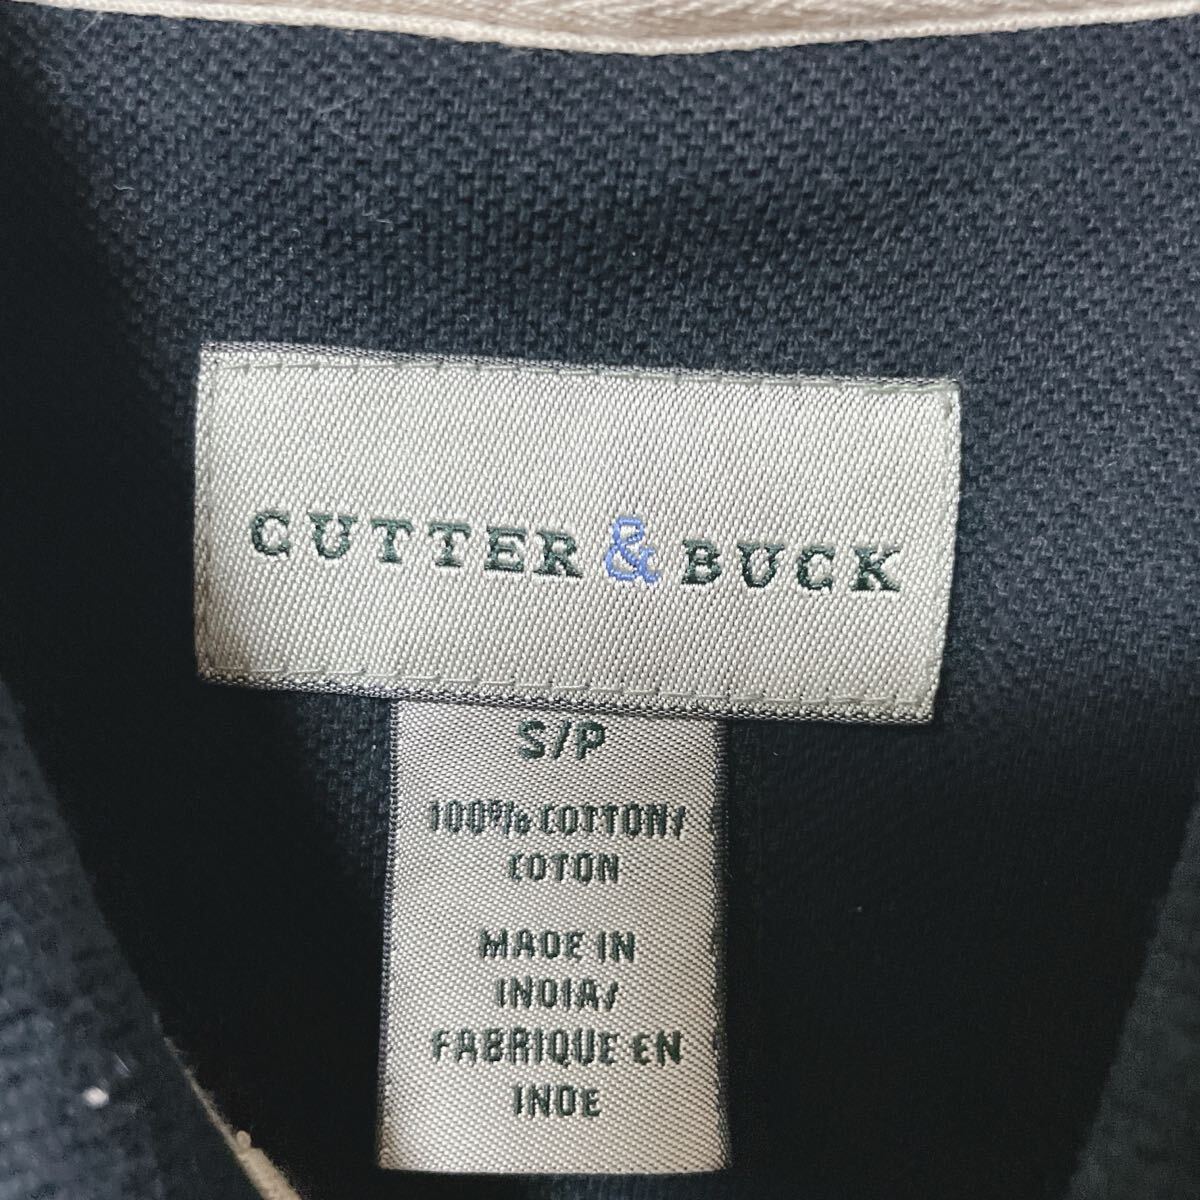 CUTTER & BUCK
S/P
100% COTTON/
COTON
MADE IN
INDIA/
FABRIQUE EN
INDE